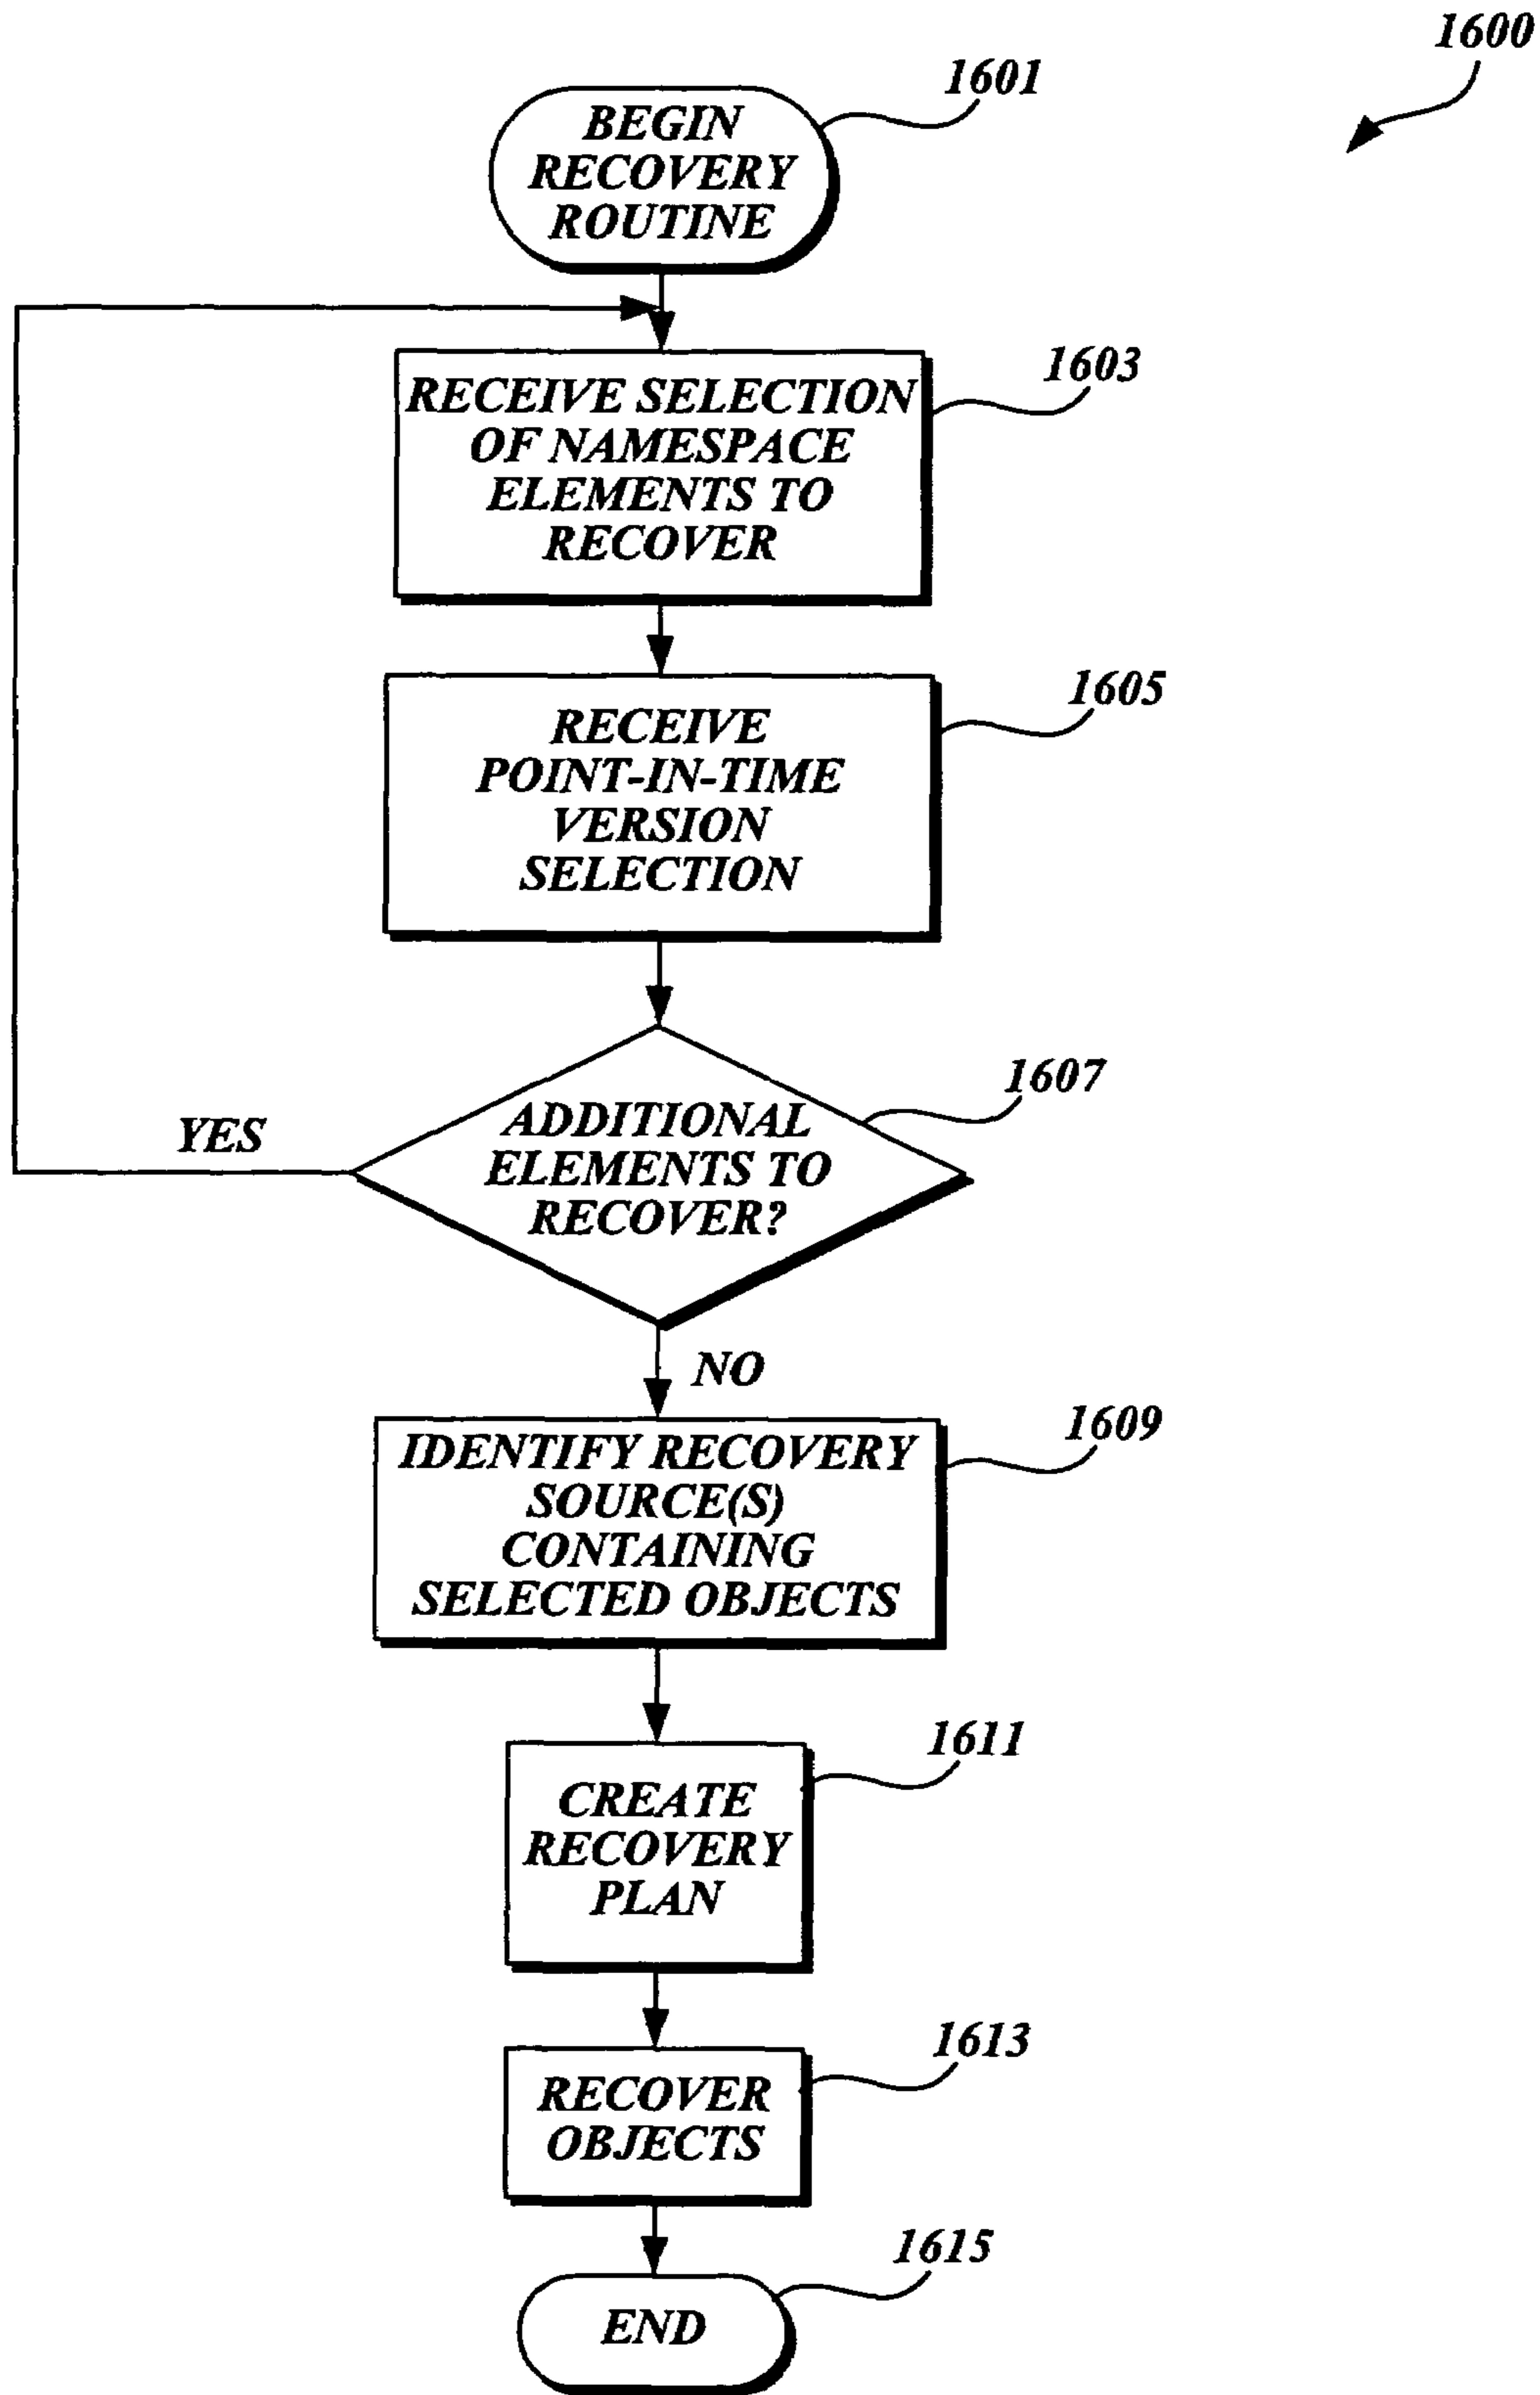 1600
1601
BEGIN
RECOVERY
ROUTINE
1603
RECEIVE SELECTION
OF NAMESPACE
ELEMENTS TO
RECOVER
1605
RECEIVE
POINT-IN-TIME
VERSION
SELECTION
1607
ADDITIONAL
ELEMENTS TO
RECOVER?
YES
NO
1609
IDENTIFY RECOVERY
SOURCE(S)
CONTAINING
SELECTED OBJECTS
1611
CREATE
RECOVERY
PLAN
1613
RECOVER
OBJECTS
1615
END